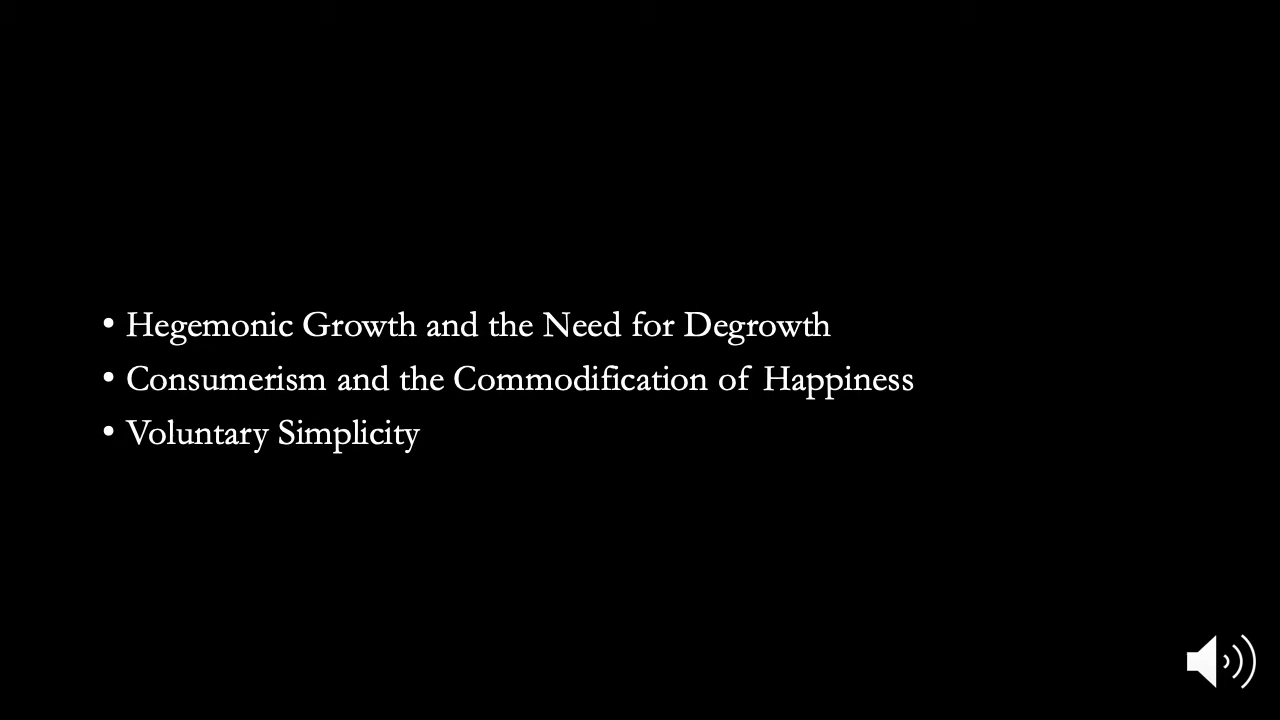 • Hegemonic Growth and the Need for Degrowth
• Consumerism and the Commodification of Happiness
• Voluntary Simplicity